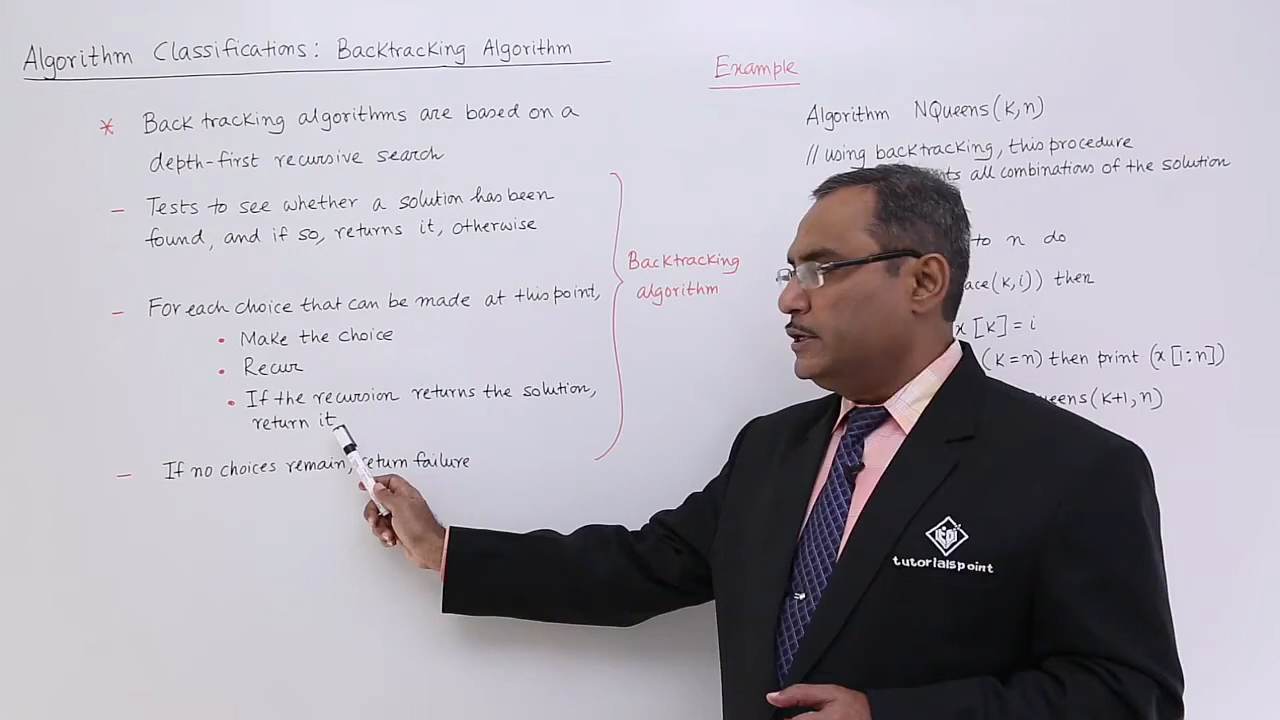 Algorithm Classifications: Backtracking Algorithm
* Back tracking algorithms are based on a
depth-first recursive search
- Tests to see whether a solution has been
found, and if so, returns it, otherwise
- For each choice that can be made at this point,
• Make the choice
• Recur
• If the recursion returns the solution,
return it
- If no choices remain, return failure
Backtracking
algorithm
Example
Algorithm NQueens(k,n)
// using backtracking, this procedure
all combinations of the solution
to n do
(k,i)) then
x[k]=i
(k=n) then print (x[1:n])
(k+1,n)
tutorialspoint